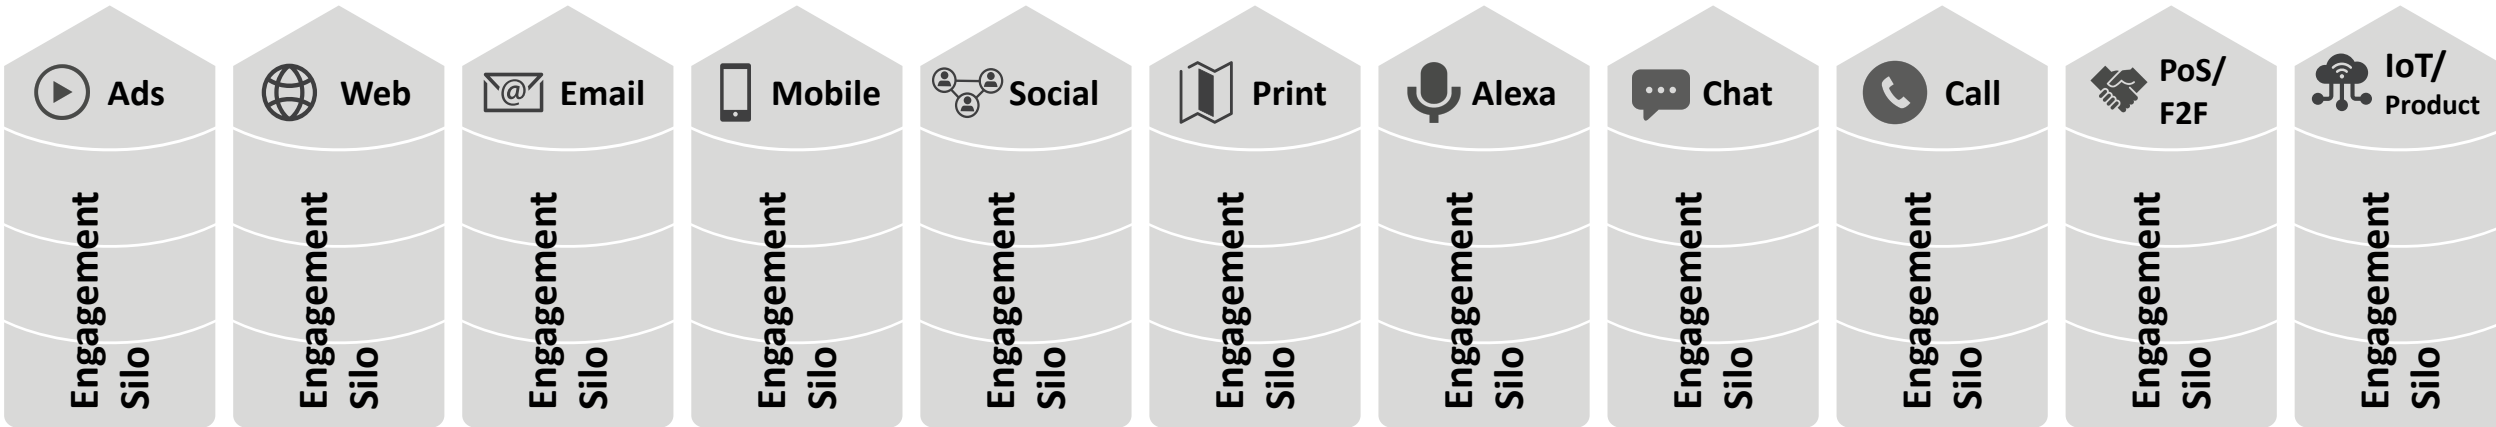 Ads
Engagement
Silo
Web
Engagement
Silo
@
Email
Engagement
Silo
Mobile
Engagement
Silo
Social
Engagement
Silo
Print
Engagement
Silo
Alexa
Engagement
Silo
Chat
Engagement
Silo
Call
Engagement
Silo
PoS/
F2F
Engagement
Silo
IoT/
Product
Engagement
Silo